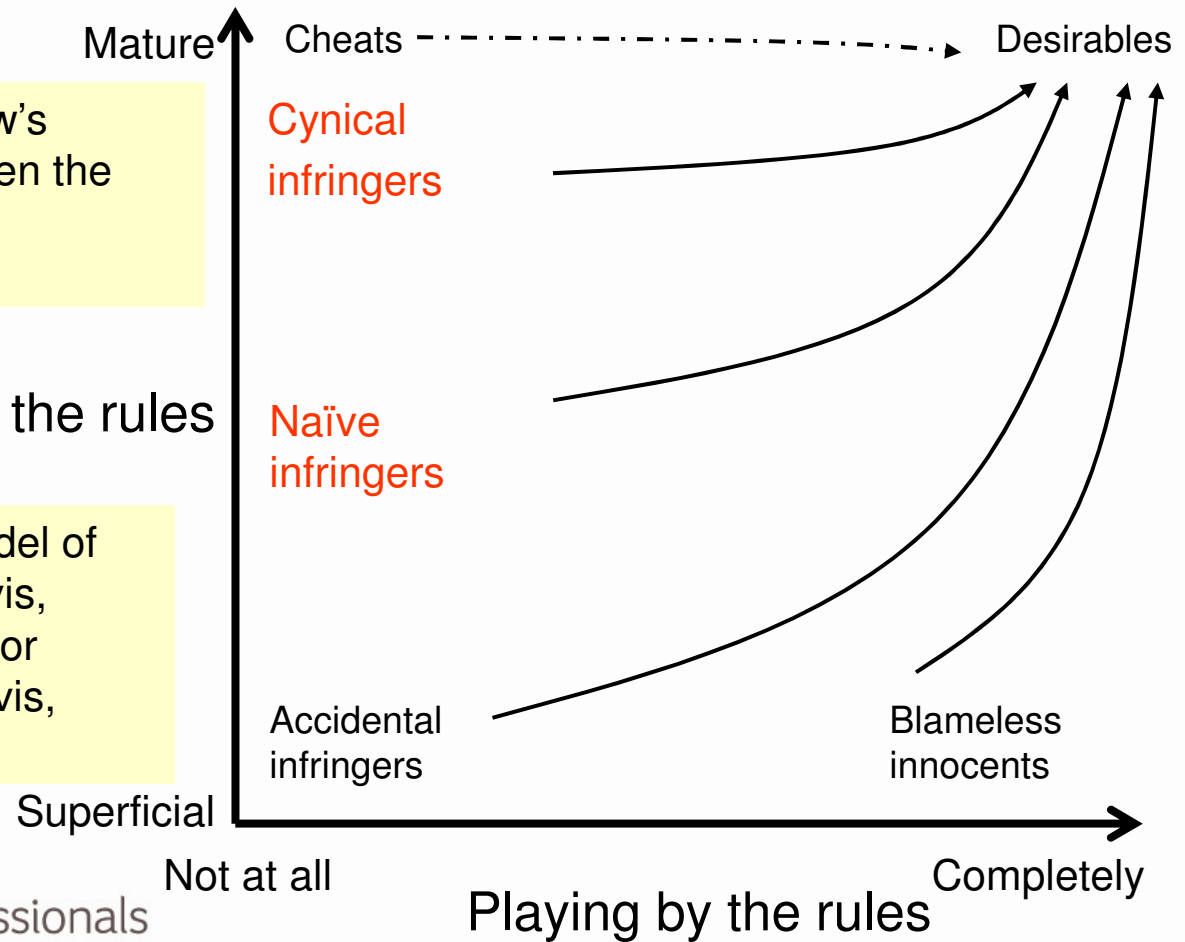 Mature
Cheats
Desirables
w's
en the
Cynical
infringers
the rules
Naïve
infringers
del of
vis,
or
vis,
Accidental
infringers
Blameless
innocents
Superficial
Not at all
Completely
Playing by the rules
ssionals